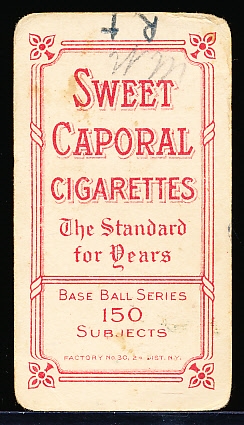 SWEET
CAPORAL
CIGARETTES
The Standard
for Years
BASE BALL SERIES
150
SUBJECTS
FACTORY NO. 30, 2ND DIST. N.Y.